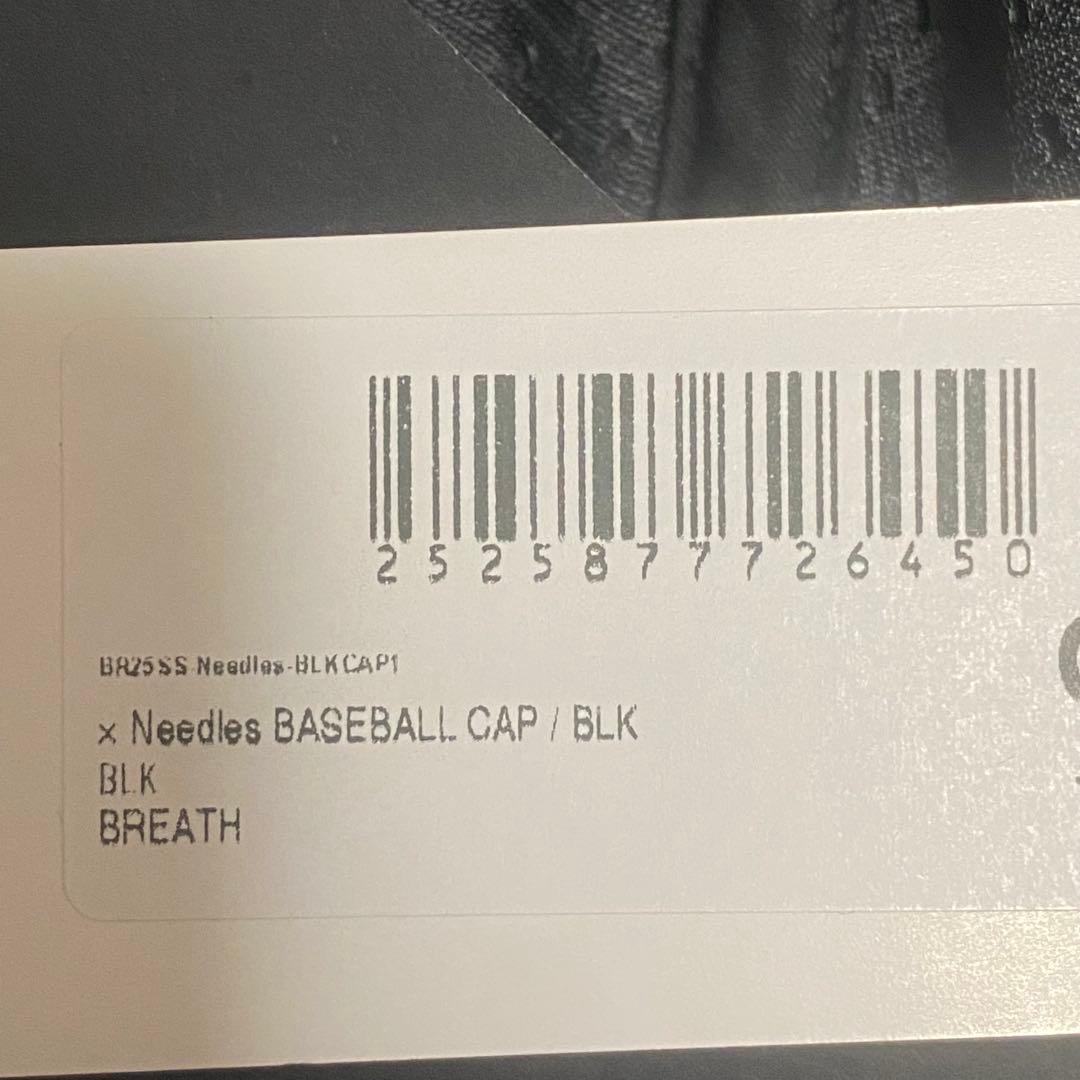 2525877726450
BR25SS-Needles-BLKCAP1
× Needles BASEBALL CAP / BLK
BLK
BREATH